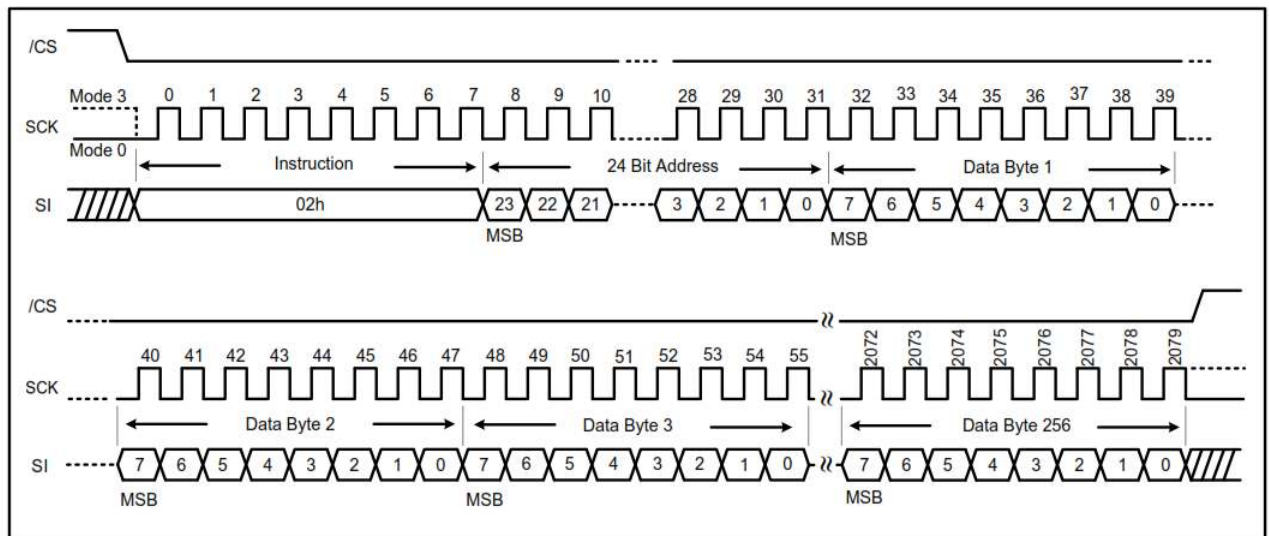 /CS
Mode 3 0 1 2 3 4 5 6 7 8 9 10 28 29 30 31 32 33 34 35 36 37 38 39
SCK
Mode 0
Instruction 24 Bit Address Data Byte 1
SI 02h 23 22 21 3 2 1 0 7 6 5 4 3 2 1 0
MSB MSB
/CS
40 41 42 43 44 45 46 47 48 49 50 51 52 53 54 55 2072 2073 2074 2075 2076 2077 2078 2079
SCK
Data Byte 2 Data Byte 3 Data Byte 256
SI 7 6 5 4 3 2 1 0 7 6 5 4 3 2 1 0 7 6 5 4 3 2 1 0
MSB MSB MSB